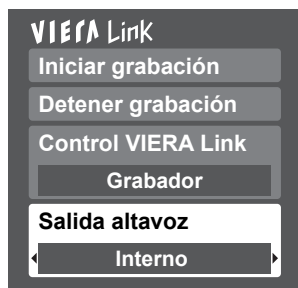 VIERA Link
Iniciar grabación
Detener grabación
Control VIERA Link
Grabador
Salida altavoz
Interno